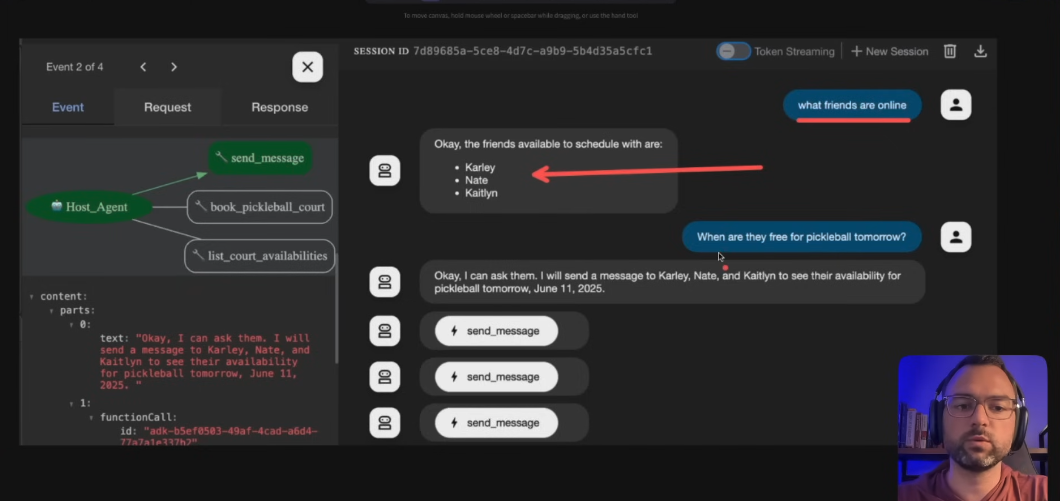 To move canvas, hold mouse wheel or spacebar while dragging, or use the hand tool
Event 2 of 4
Event
Request
Response
send_message
Host_Agent
book_pickleball_court
list_court_availabilities
content:
parts:
0:
text: "Okay, I can ask them. I will
send a message to Karley, Nate, and
Kaitlyn to see their availability
for pickleball tomorrow, June 11,
2025. "
1:
functionCall:
id: "adk-b5ef0503-49af-4cad-a6d4-
77a7a1e337b2"
SESSION ID 7d89685a-5ce8-4d7c-a9b9-5b4d35a5cfc1
Token Streaming
+ New Session
what friends are online
Okay, the friends available to schedule with are:
• Karley
• Nate
• Kaitlyn
When are they free for pickleball tomorrow?
Okay, I can ask them. I will send a message to Karley, Nate, and Kaitlyn to see their availability for
pickleball tomorrow, June 11, 2025.
send_message
send_message
send_message